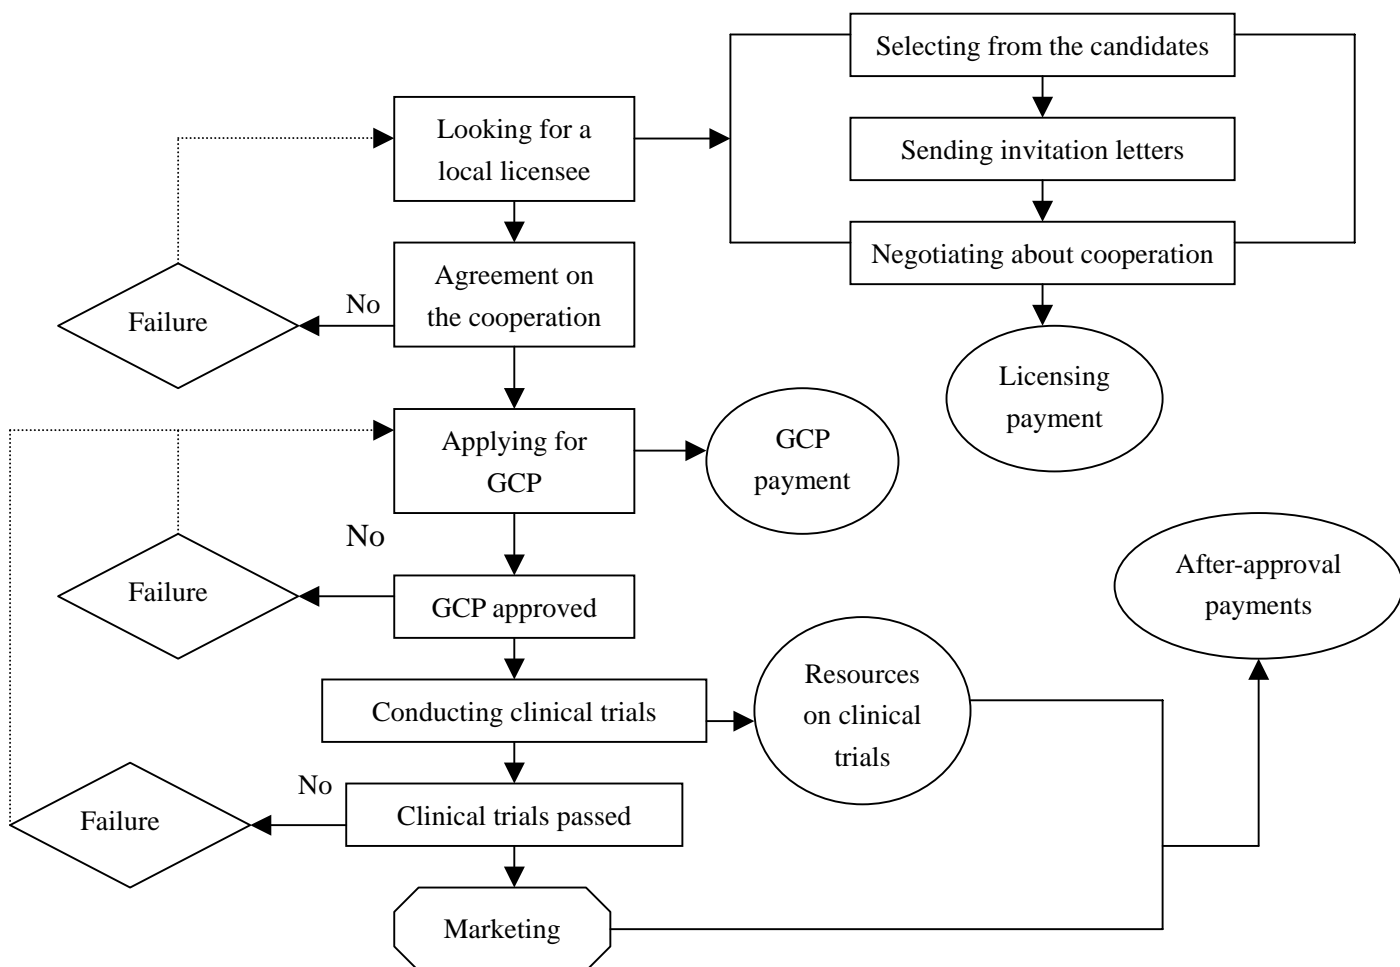 Selecting from the candidates
Looking for a
local licensee
Sending invitation letters
Negotiating about cooperation
Agreement on
the cooperation
No
Failure
Licensing
payment
Applying for
GCP
GCP
payment
No
Failure
GCP approved
After-approval
payments
Conducting clinical trials
Resources
on clinical
trials
No
Failure
Clinical trials passed
Marketing